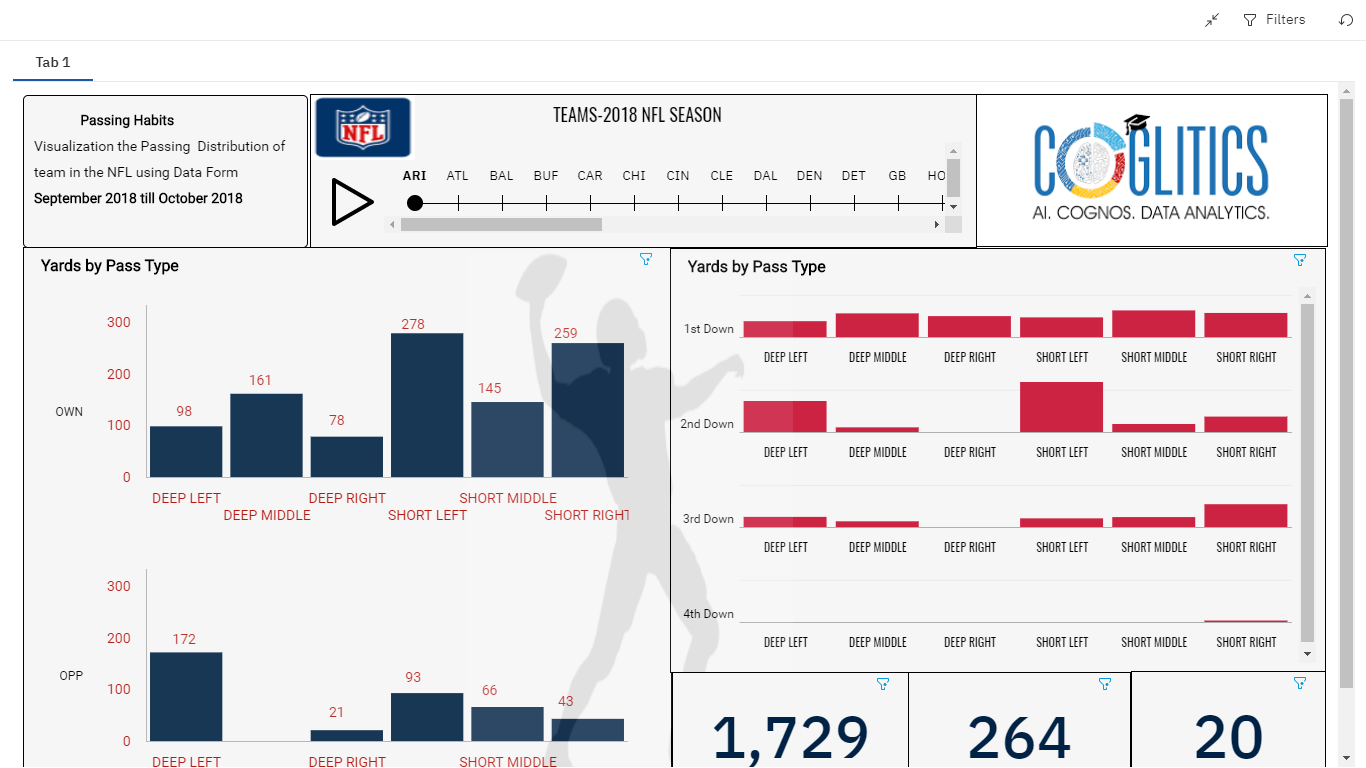 Filters
Tab 1
Passing Habits
Visualization the Passing Distribution of
team in the NFL using Data Form
September 2018 till October 2018
NFL
TEAMS-2018 NFL SEASON
ARI ATL BAL BUF CAR CHI CIN CLE DAL DEN DET GB HO
COGLITICS
AI. COGNOS. DATA ANALYTICS.
Yards by Pass Type
300
200
100
0
OWN
98
161
78
278
145
259
DEEP LEFT DEEP RIGHT SHORT MIDDLE
DEEP MIDDLE SHORT LEFT SHORT RIGHT
300
200
100
0
OPP
172
21
93
66
43
DEEP LEFT DEEP RIGHT SHORT MIDDLE
Yards by Pass Type
1st Down
DEEP LEFT DEEP MIDDLE DEEP RIGHT SHORT LEFT SHORT MIDDLE SHORT RIGHT
2nd Down
DEEP LEFT DEEP MIDDLE DEEP RIGHT SHORT LEFT SHORT MIDDLE SHORT RIGHT
3rd Down
DEEP LEFT DEEP MIDDLE DEEP RIGHT SHORT LEFT SHORT MIDDLE SHORT RIGHT
4th Down
DEEP LEFT DEEP MIDDLE DEEP RIGHT SHORT LEFT SHORT MIDDLE SHORT RIGHT
1,729
264
20